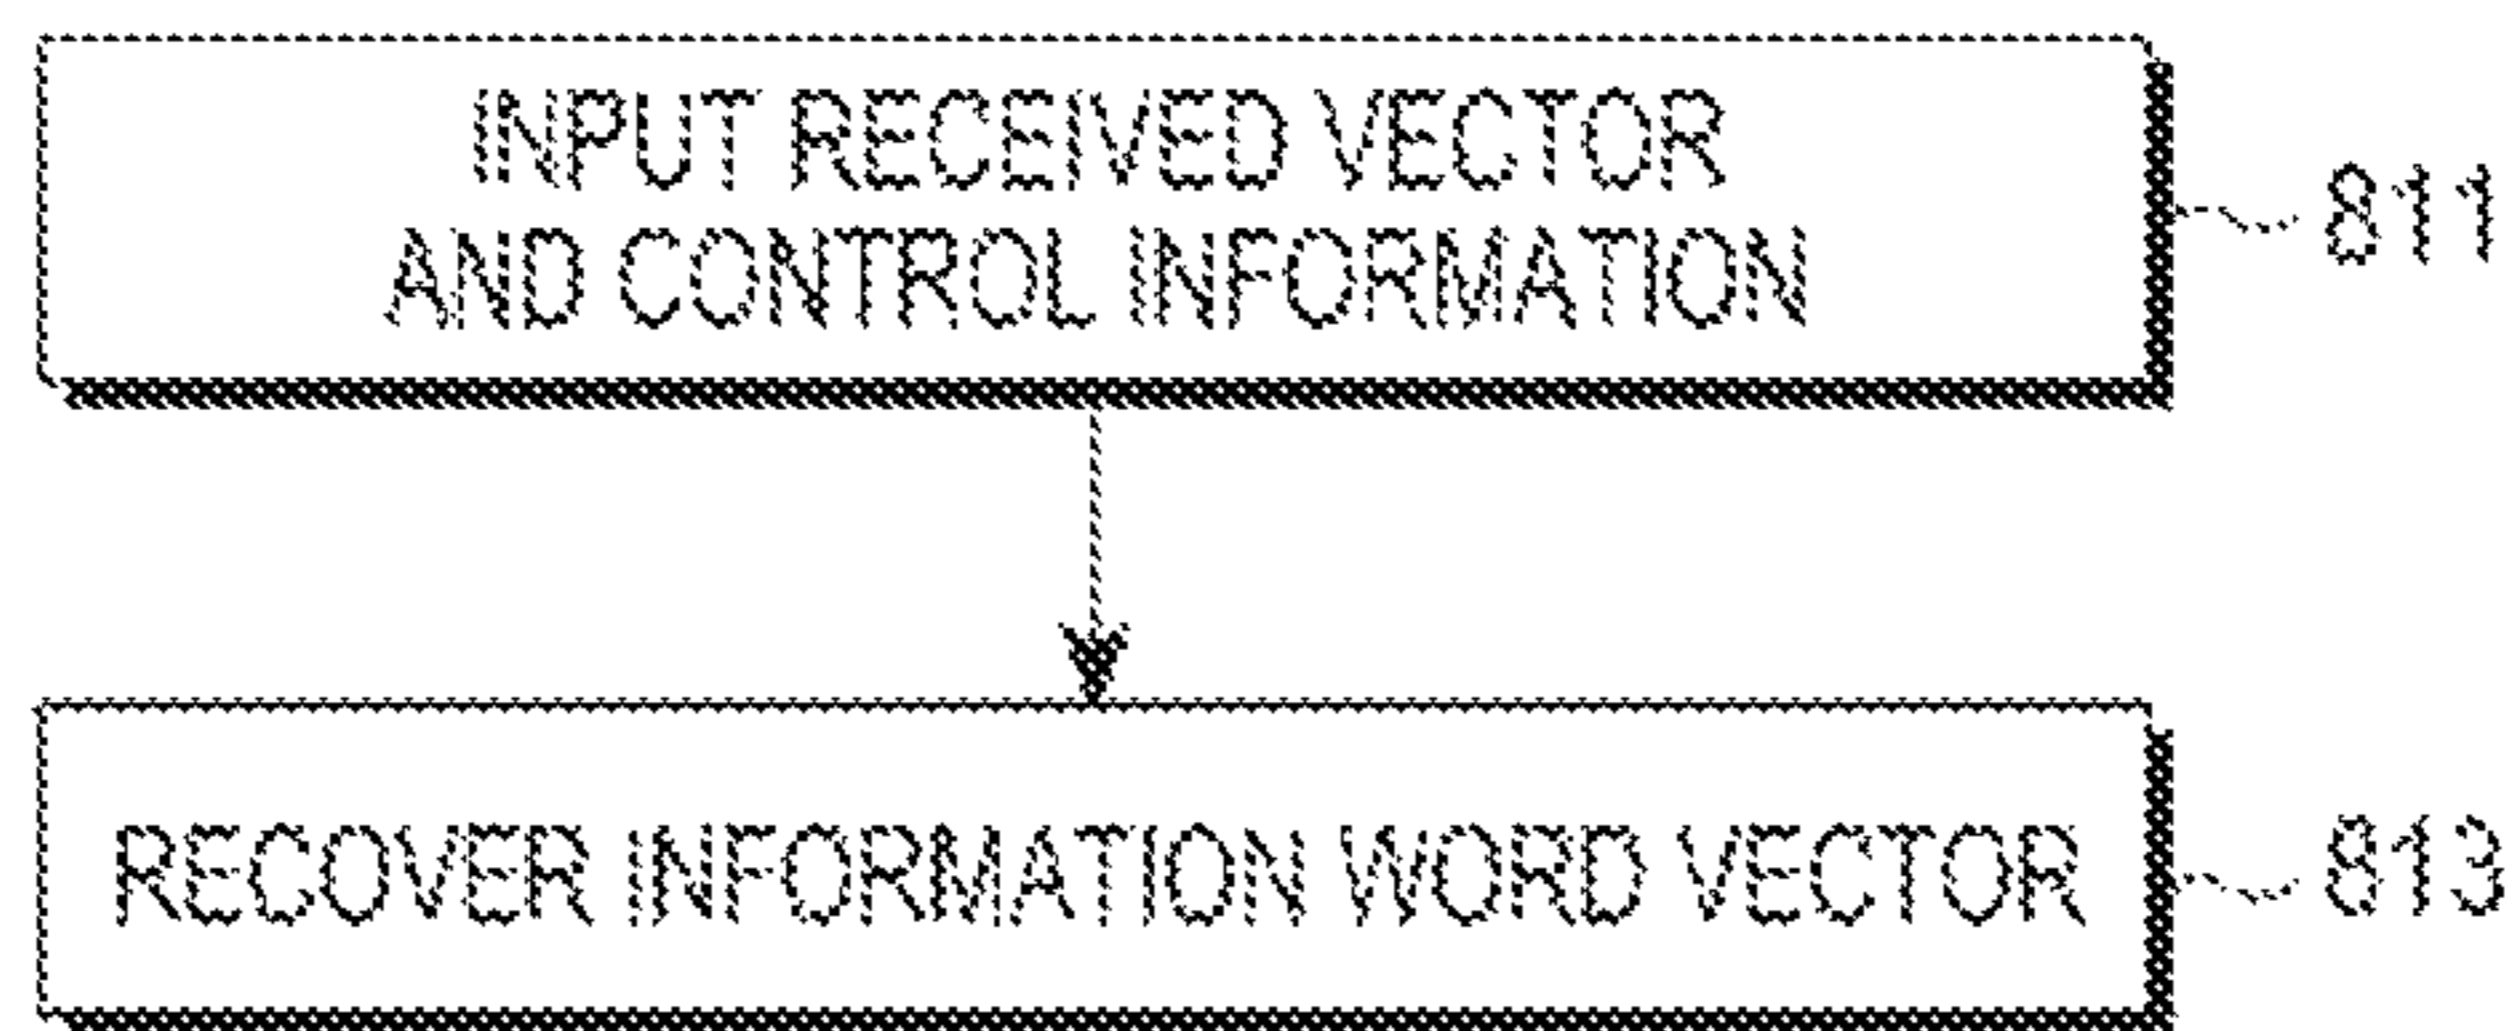 INPUT RECEIVED VECTOR
AND CONTROL INFORMATION
811
RECOVER INFORMATION WORD VECTOR
813